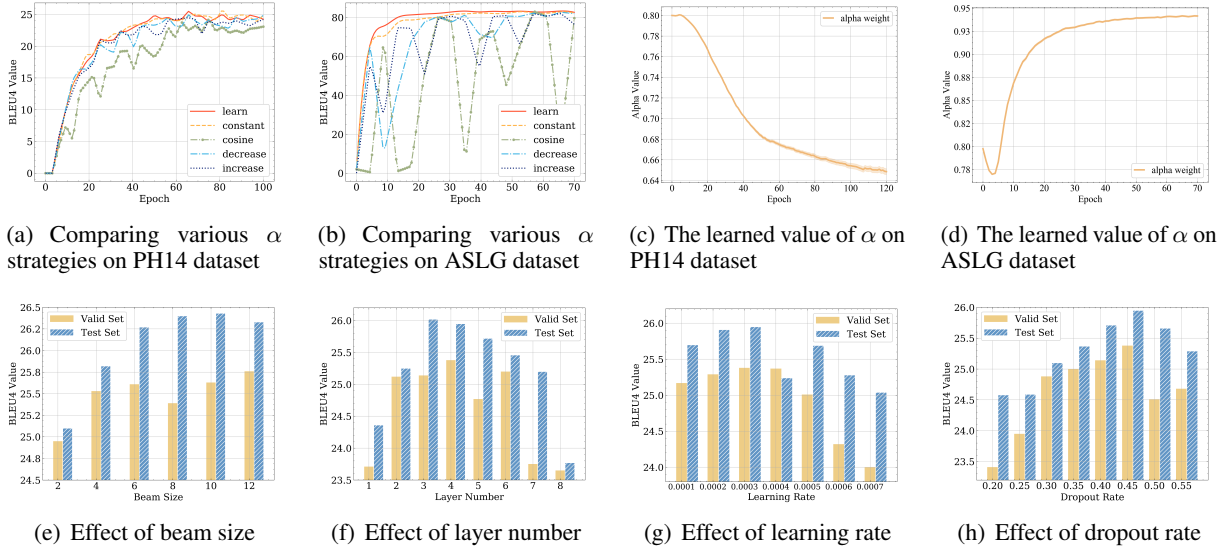 25
20
15
10
5
0
BLEU4 Value
0 20 40 60 80 100
Epoch
learn
constant
cosine
decrease
increase
(a) Comparing various α
strategies on PH14 dataset
80
60
40
20
0
BLEU4 Value
0 10 20 30 40 50 60 70
Epoch
learn
constant
cosine
decrease
increase
(b) Comparing various α
strategies on ASLG dataset
0.80
0.78
0.76
0.74
0.72
0.70
0.68
0.66
0.64
Alpha Value
0 20 40 60 80 100 120
Epoch
alpha weight
(c) The learned value of α on
PH14 dataset
0.95
0.93
0.90
0.88
0.85
0.82
0.80
0.78
Alpha Value
0 10 20 30 40 50 60 70
Epoch
alpha weight
(d) The learned value of α on
ASLG dataset
26.5
26.2
26.0
25.8
25.5
25.2
25.0
24.8
24.5
BLEU4 Value
2 4 6 8 10 12
Beam Size
Valid Set
Test Set
(e) Effect of beam size
26.0
25.5
25.0
24.5
24.0
23.5
BLEU4 Value
1 2 3 4 5 6 7 8
Layer Number
Valid Set
Test Set
(f) Effect of layer number
26.0
25.5
25.0
24.5
24.0
BLEU4 Value
0.0001 0.0002 0.0003 0.0004 0.0005 0.0006 0.0007
Learning Rate
Valid Set
Test Set
(g) Effect of learning rate
26.0
25.5
25.0
24.5
24.0
23.5
BLEU4 Value
0.20 0.25 0.30 0.35 0.40 0.45 0.50 0.55
Dropout Rate
Valid Set
Test Set
(h) Effect of dropout rate